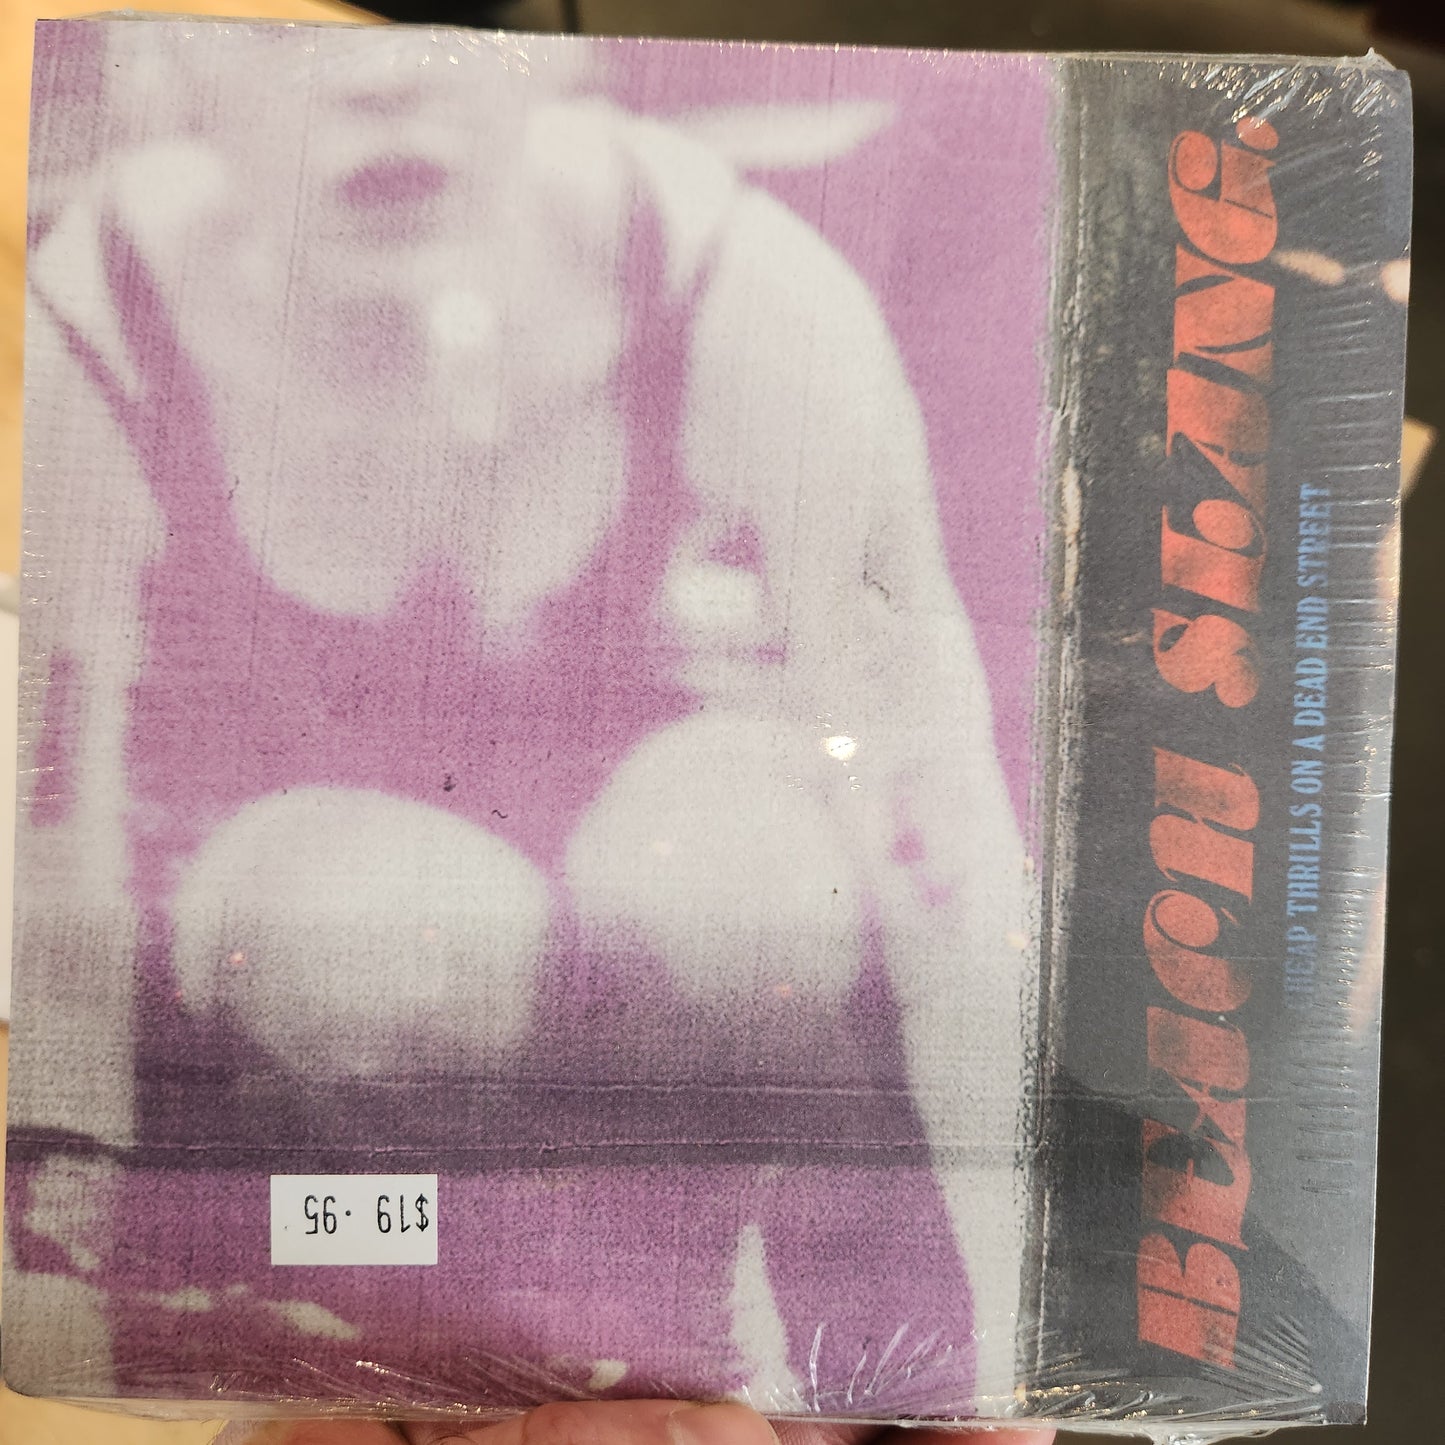 BEACH SLANG.
CHEAP THRILLS ON A DEAD END STREET
$19.95